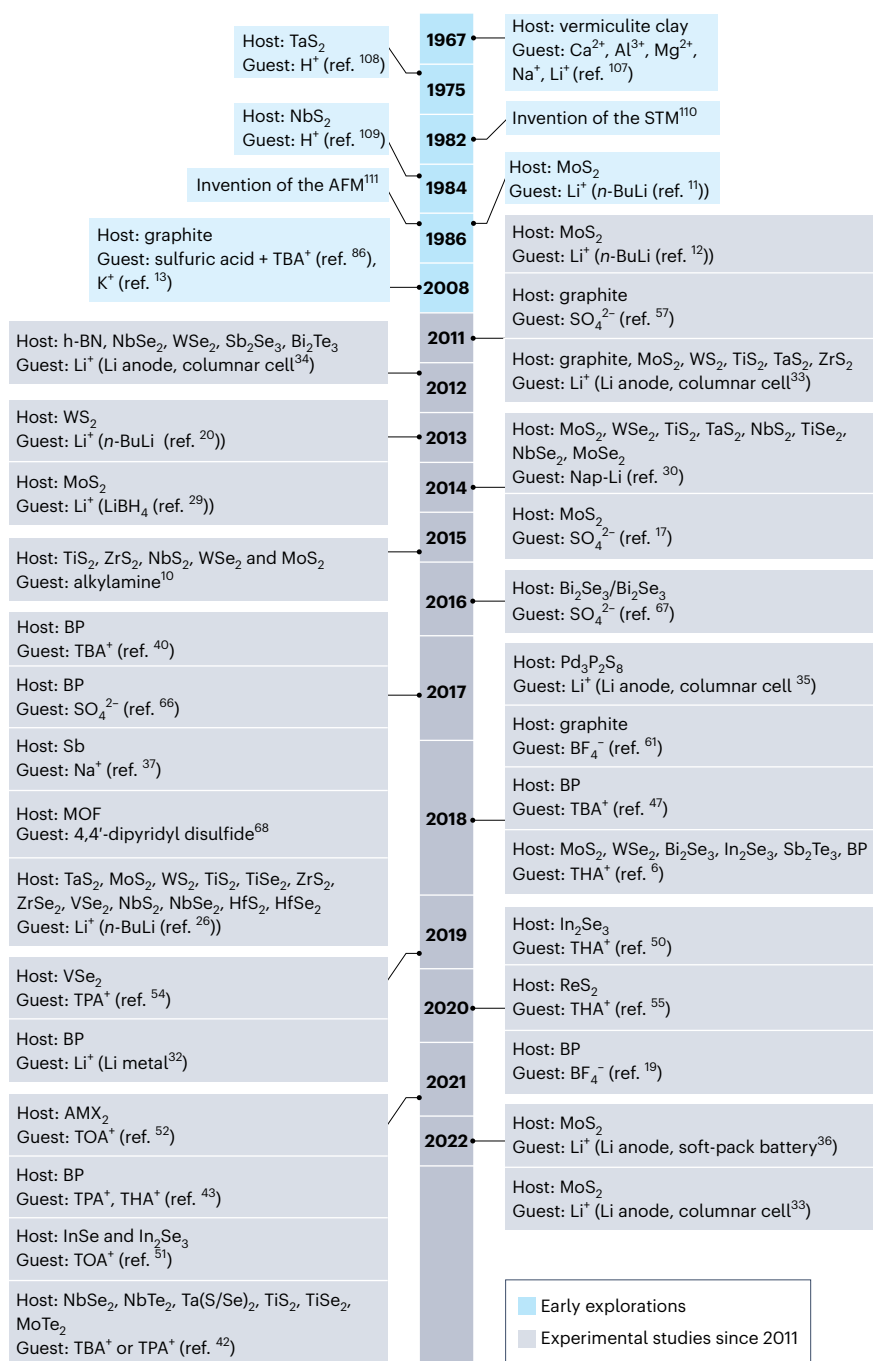 1967
1975
1982
1984
1986
2008
2011
2012
2013
2014
2015
2016
2017
2018
2019
2020
2021
2022
Host: TaS₂
Guest: H⁺ (ref. ¹⁰⁸)
Host: NbS₂
Guest: H⁺ (ref. ¹⁰⁹)
Invention of the AFM¹¹¹
Host: graphite
Guest: sulfuric acid + TBA⁺ (ref. ⁸⁶),
K⁺ (ref. ¹³)
Host: h-BN, NbSe₂, WSe₂, Sb₂Se₃, Bi₂Te₃
Guest: Li⁺ (Li anode, columnar cell³⁴)
Host: WS₂
Guest: Li⁺ (n-BuLi (ref. ²⁰))
Host: MoS₂
Guest: Li⁺ (LiBH₄ (ref. ²⁹))
Host: TiS₂, ZrS₂, NbS₂, WSe₂ and MoS₂
Guest: alkylamine¹⁰
Host: BP
Guest: TBA⁺ (ref. ⁴⁰)
Host: BP
Guest: SO₄²⁻ (ref. ⁶⁶)
Host: Sb
Guest: Na⁺ (ref. ³⁷)
Host: MOF
Guest: 4,4′-dipyridyl disulfide⁶⁸
Host: TaS₂, MoS₂, WS₂, TiS₂, TiSe₂, ZrS₂,
ZrSe₂, VSe₂, NbS₂, NbSe₂, HfS₂, HfSe₂
Guest: Li⁺ (n-BuLi (ref. ²⁶))
Host: VSe₂
Guest: TPA⁺ (ref. ⁵⁴)
Host: BP
Guest: Li⁺ (Li metal³²)
Host: AMX₂
Guest: TOA⁺ (ref. ⁵²)
Host: BP
Guest: TPA⁺, THA⁺ (ref. ⁴³)
Host: InSe and In₂Se₃
Guest: TOA⁺ (ref. ⁵¹)
Host: NbSe₂, NbTe₂, Ta(S/Se)₂, TiS₂, TiSe₂,
MoTe₂
Guest: TBA⁺ or TPA⁺ (ref. ⁴²)
Host: vermiculite clay
Guest: Ca²⁺, Al³⁺, Mg²⁺,
Na⁺, Li⁺ (ref. ¹⁰⁷)
Invention of the STM¹¹⁰
Host: MoS₂
Guest: Li⁺ (n-BuLi (ref. ¹¹))
Host: MoS₂
Guest: Li⁺ (n-BuLi (ref. ¹²))
Host: graphite
Guest: SO₄²⁻ (ref. ⁵⁷)
Host: graphite, MoS₂, WS₂, TiS₂, TaS₂, ZrS₂
Guest: Li⁺ (Li anode, columnar cell³³)
Host: MoS₂, WSe₂, TiS₂, TaS₂, NbS₂, TiSe₂,
NbSe₂, MoSe₂
Guest: Nap-Li (ref. ³⁰)
Host: MoS₂
Guest: SO₄²⁻ (ref. ¹⁷)
Host: Bi₂Se₃/Bi₂Se₃
Guest: SO₄²⁻ (ref. ⁶⁷)
Host: Pd₃P₂S₈
Guest: Li⁺ (Li anode, columnar cell ³⁵)
Host: graphite
Guest: BF₄⁻ (ref. ⁶¹)
Host: BP
Guest: TBA⁺ (ref. ⁴⁷)
Host: MoS₂, WSe₂, Bi₂Se₃, In₂Se₃, Sb₂Te₃, BP
Guest: THA⁺ (ref. ⁶)
Host: In₂Se₃
Guest: THA⁺ (ref. ⁵⁰)
Host: ReS₂
Guest: THA⁺ (ref. ⁵⁵)
Host: BP
Guest: BF₄⁻ (ref. ¹⁹)
Host: MoS₂
Guest: Li⁺ (Li anode, soft-pack battery³⁶)
Host: MoS₂
Guest: Li⁺ (Li anode, columnar cell³³)
Early explorations
Experimental studies since 2011